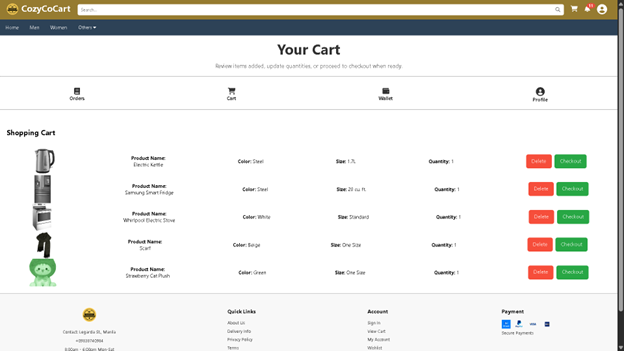 CozyCoCart
Search...
Home Man Women Others
Your Cart
Review items added, update quantities, or proceed to checkout when ready.
Orders Cart Wallet Profile
Shopping Cart
Product Name:
Electric Kettle
Color: Steel Size: 1.7L Quantity: 1 Delete Checkout
Product Name:
Samsung Smart Fridge
Color: Steel Size: 20 cu. ft. Quantity: 1 Delete Checkout
Product Name:
Whirlpool Electric Stove
Color: White Size: Standard Quantity: 1 Delete Checkout
Product Name:
Scarf
Color: Beige Size: One Size Quantity: 1 Delete Checkout
Product Name:
Strawberry Cat Plush
Color: Green Size: One Size Quantity: 1 Delete Checkout
Quick Links
About Us
Delivery Info
Privacy Policy
Terms
Account
Sign In
View Cart
My Account
Wishlist
Payment
Secure Payments
Contact: Legarda St., Manila
9:00am - 6:00pm Mon-Sat